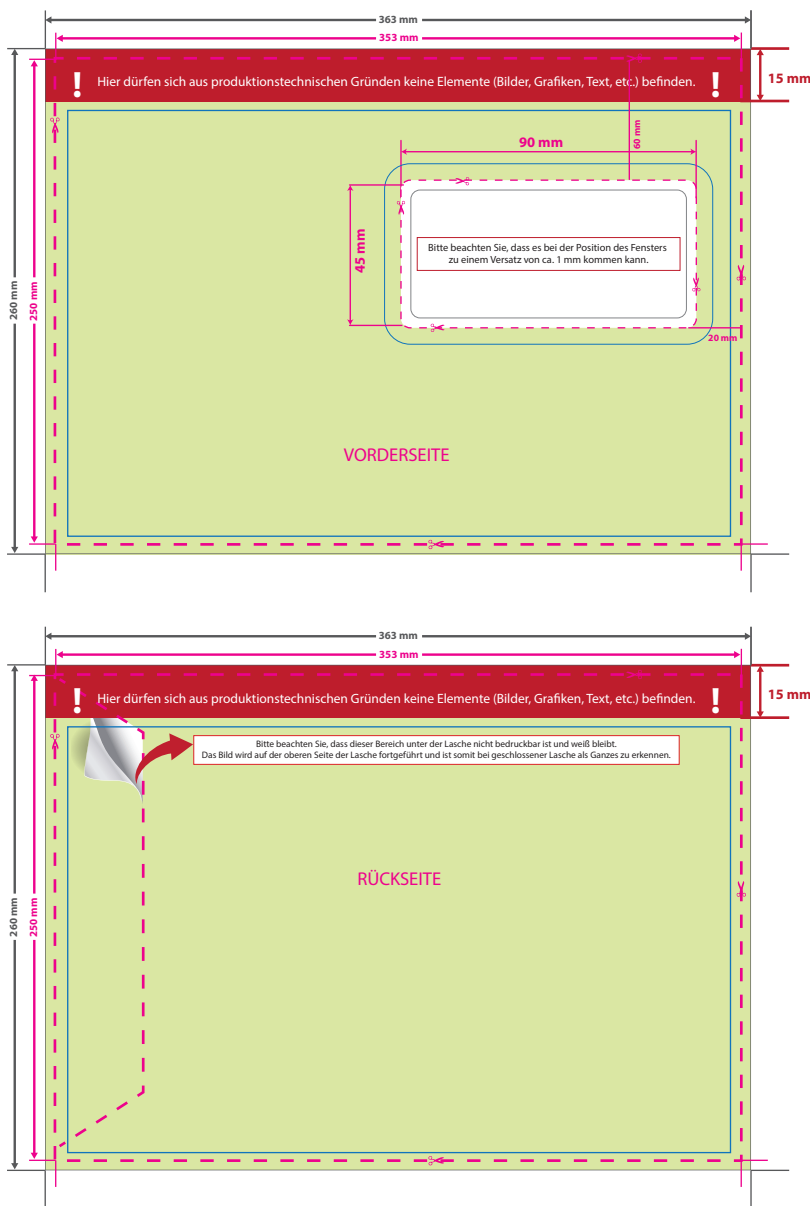 363 mm
353 mm
! Hier dürfen sich aus produktionstechnischen Gründen keine Elemente (Bilder, Grafiken, Text, etc.) befinden. !
15 mm
60 mm
90 mm
45 mm
Bitte beachten Sie, dass es bei der Position des Fensters
zu einem Versatz von ca. 1 mm kommen kann.
260 mm
250 mm
20 mm
VORDERSEITE
363 mm
353 mm
! Hier dürfen sich aus produktionstechnischen Gründen keine Elemente (Bilder, Grafiken, Text, etc.) befinden. !
15 mm
Bitte beachten Sie, dass dieser Bereich unter der Lasche nicht bedruckbar ist und weiß bleibt.
Das Bild wird auf der oberen Seite der Lasche fortgeführt und ist somit bei geschlossener Lasche als Ganzes zu erkennen.
RÜCKSEITE
260 mm
250 mm